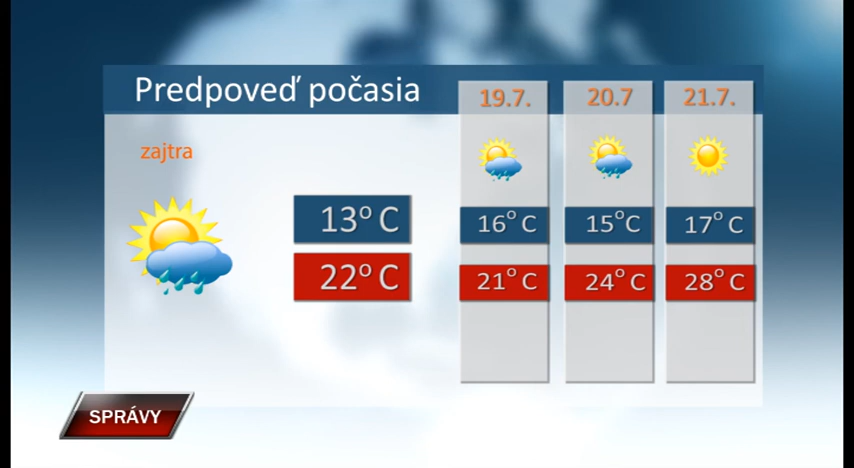 Predpoveď počasia
zajtra
13° C
22° C
19.7.
16° C
21° C
20.7
15°C
24° C
21.7.
17° C
28° C
SPRÁVY